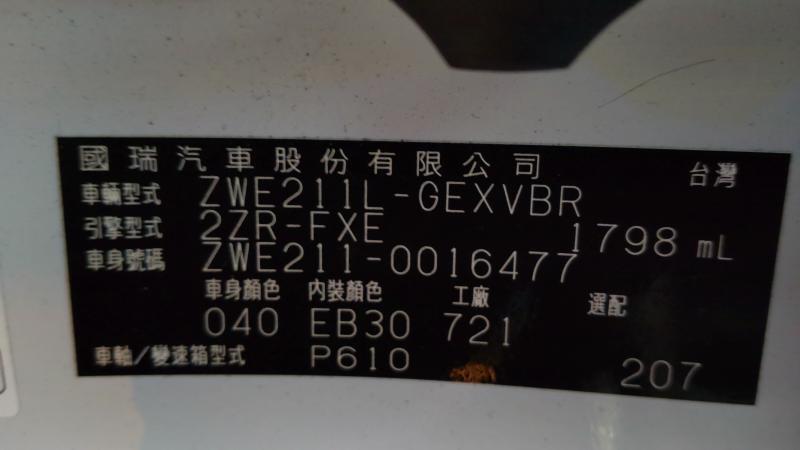 國瑞汽車股份有限公司 台灣
車輛型式 ZWE211L-GEXVBR
引擎型式 2ZR-FXE 1798 mL
車身號碼 ZWE211-0016477
車身顏色 內裝顏色 工廠 選配
040 EB30 721
車軸/變速箱型式 P610 207